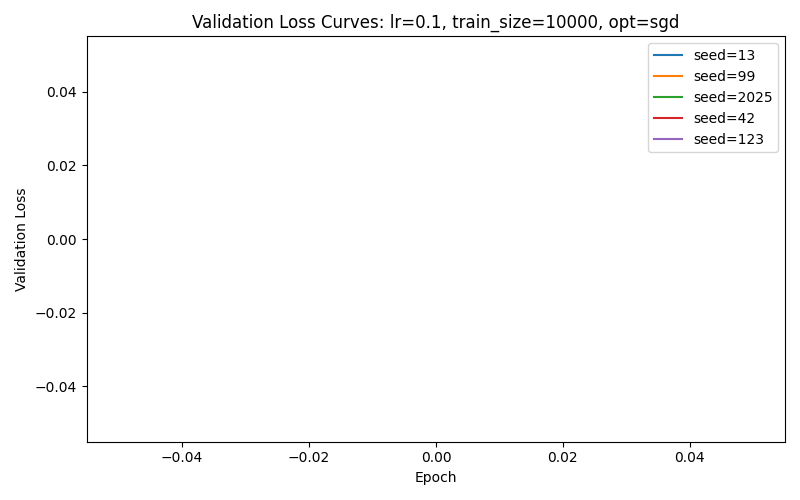 Validation Loss Curves: lr=0.1, train_size=10000, opt=sgd
seed=13
seed=99
seed=2025
seed=42
seed=123
Validation Loss
0.04
0.02
0.00
−0.02
−0.04
−0.04
−0.02
0.00
0.02
0.04
Epoch